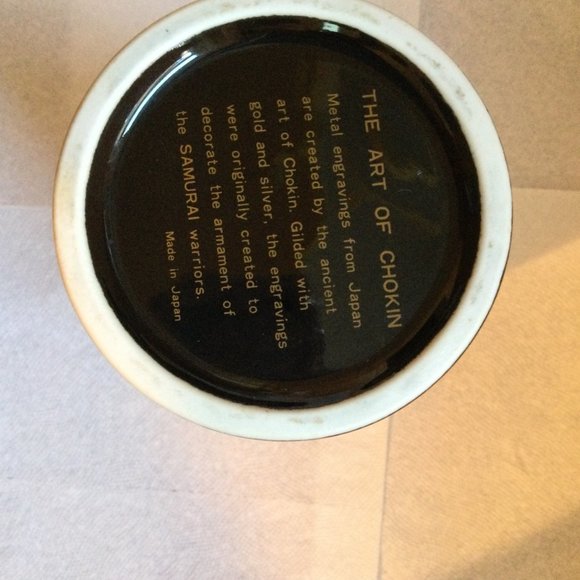 THE ART OF CHOKIN
Metal engravings from Japan
are created by the ancient
art of Chokin. Gilded with
gold and silver, the engravings
were originally created to
decorate the armament of
the SAMURAI warriors.
Made in Japan